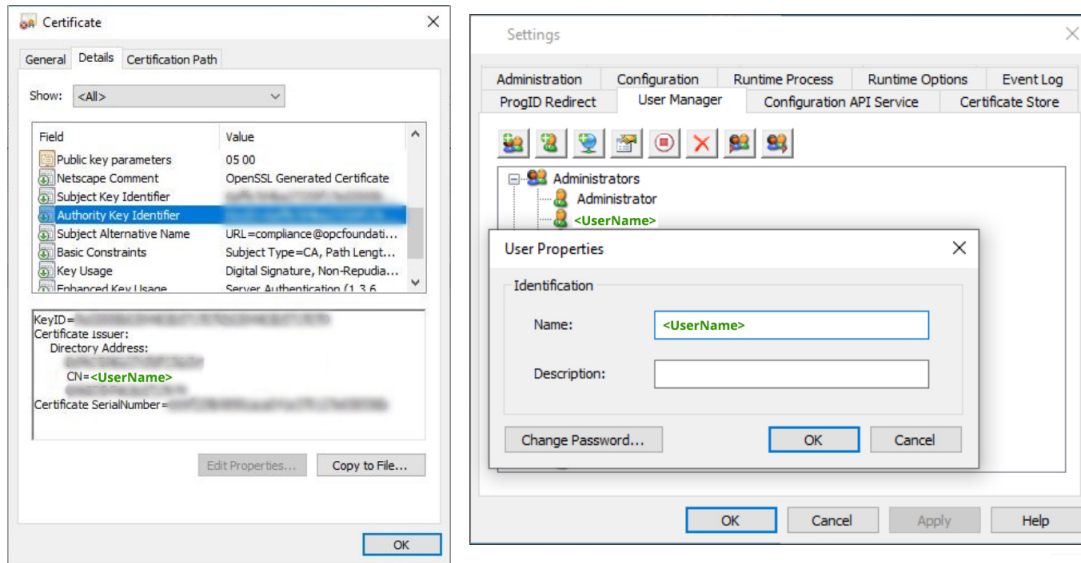 Certificate
General Details Certification Path
Show: <All>
Field Value
Public key parameters 05 00
Netscape Comment OpenSSL Generated Certificate
Subject Key Identifier
Authority Key Identifier
Subject Alternative Name URL=compliance@opcfoundati...
Basic Constraints Subject Type=CA, Path Lengt...
Key Usage Digital Signature, Non-Repudia...
Enhanced Key Usage Server Authentication (1.3.6
KeyID=
Certificate Issuer:
Directory Address:
CN=<UserName>
Certificate SerialNumber=
Edit Properties... Copy to File...
OK
Settings
Administration Configuration Runtime Process Runtime Options Event Log
ProgID Redirect User Manager Configuration API Service Certificate Store
Administrators
Administrator
<UserName>
User Properties
Identification
Name: <UserName>
Description:
Change Password... OK Cancel
OK Cancel Apply Help